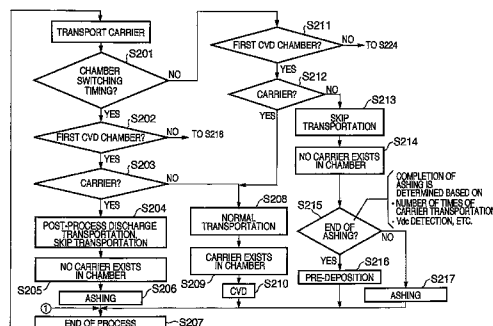 TRANSPORT CARRIER
S201
CHAMBER
SWITCHING
TIMING?
NO
YES
S202
FIRST CVD CHAMBER?
NO
TO S218
YES
S203
CARRIER?
NO
YES
S204
POST-PROCESS DISCHARGE
TRANSPORTATION,
SKIP TRANSPORTATION
NO CARRIER EXISTS
IN CHAMBER
S205
ASHING
S206
1
END OF PROCESS
S207
S208
NORMAL
TRANSPORTATION
CARRIER EXISTS
IN CHAMBER
S209
CVD
S210
S211
FIRST CVD CHAMBER?
NO
TO S224
YES
S212
CARRIER?
NO
YES
S213
SKIP
TRANSPORTATION
S214
NO CARRIER EXISTS
IN CHAMBER
COMPLETION OF
ASHING IS
DETERMINED BASED ON
• NUMBER OF TIMES OF
CARRIER TRANSPORTATION
• Vdc DETECTION, ETC.
S215
END OF
ASHING?
NO
YES
S216
PRE-DEPOSITION
S217
ASHING